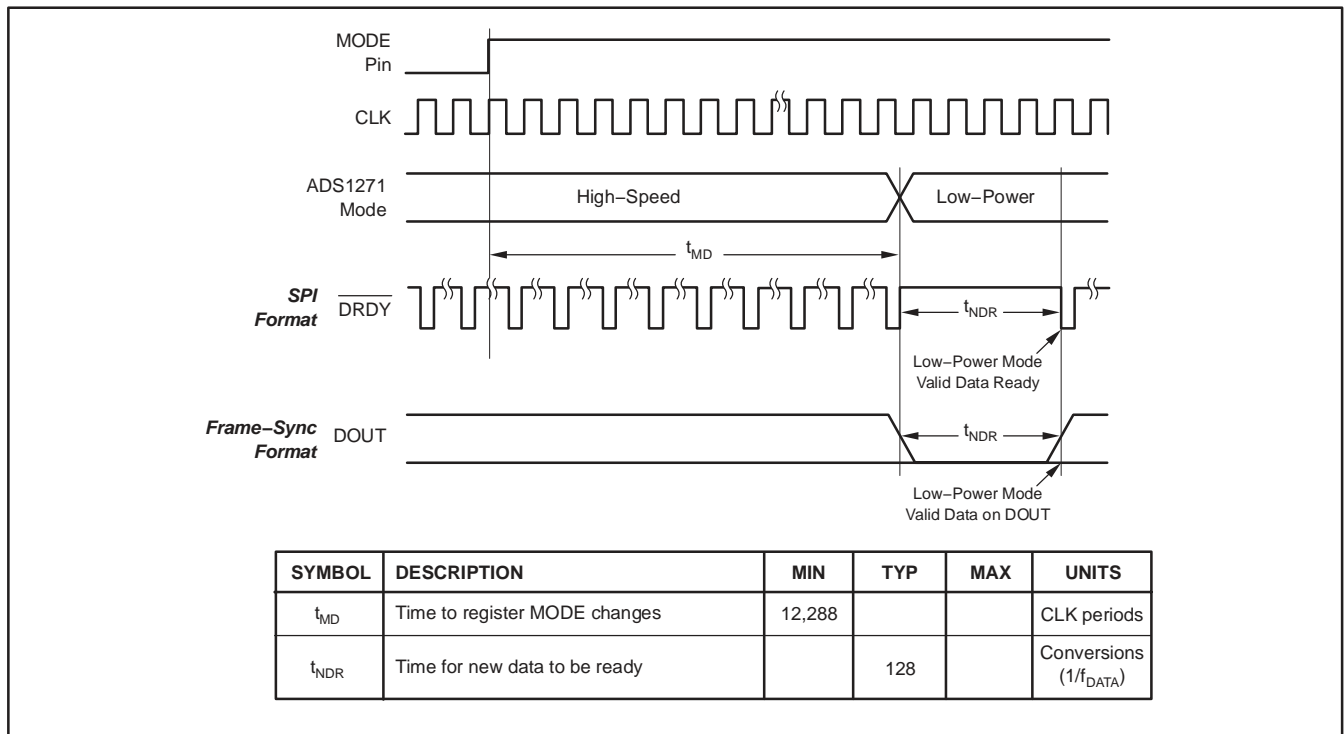 MODE
Pin
CLK
ADS1271
Mode
High−Speed
Low−Power
tMD
SPI
Format
DRDY
tNDR
Low−Power Mode
Valid Data Ready
Frame−Sync
Format
DOUT
tNDR
Low−Power Mode
Valid Data on DOUT
SYMBOL DESCRIPTION MIN TYP MAX UNITS
tMD Time to register MODE changes 12,288 CLK periods
tNDR Time for new data to be ready 128 Conversions
(1/fDATA)